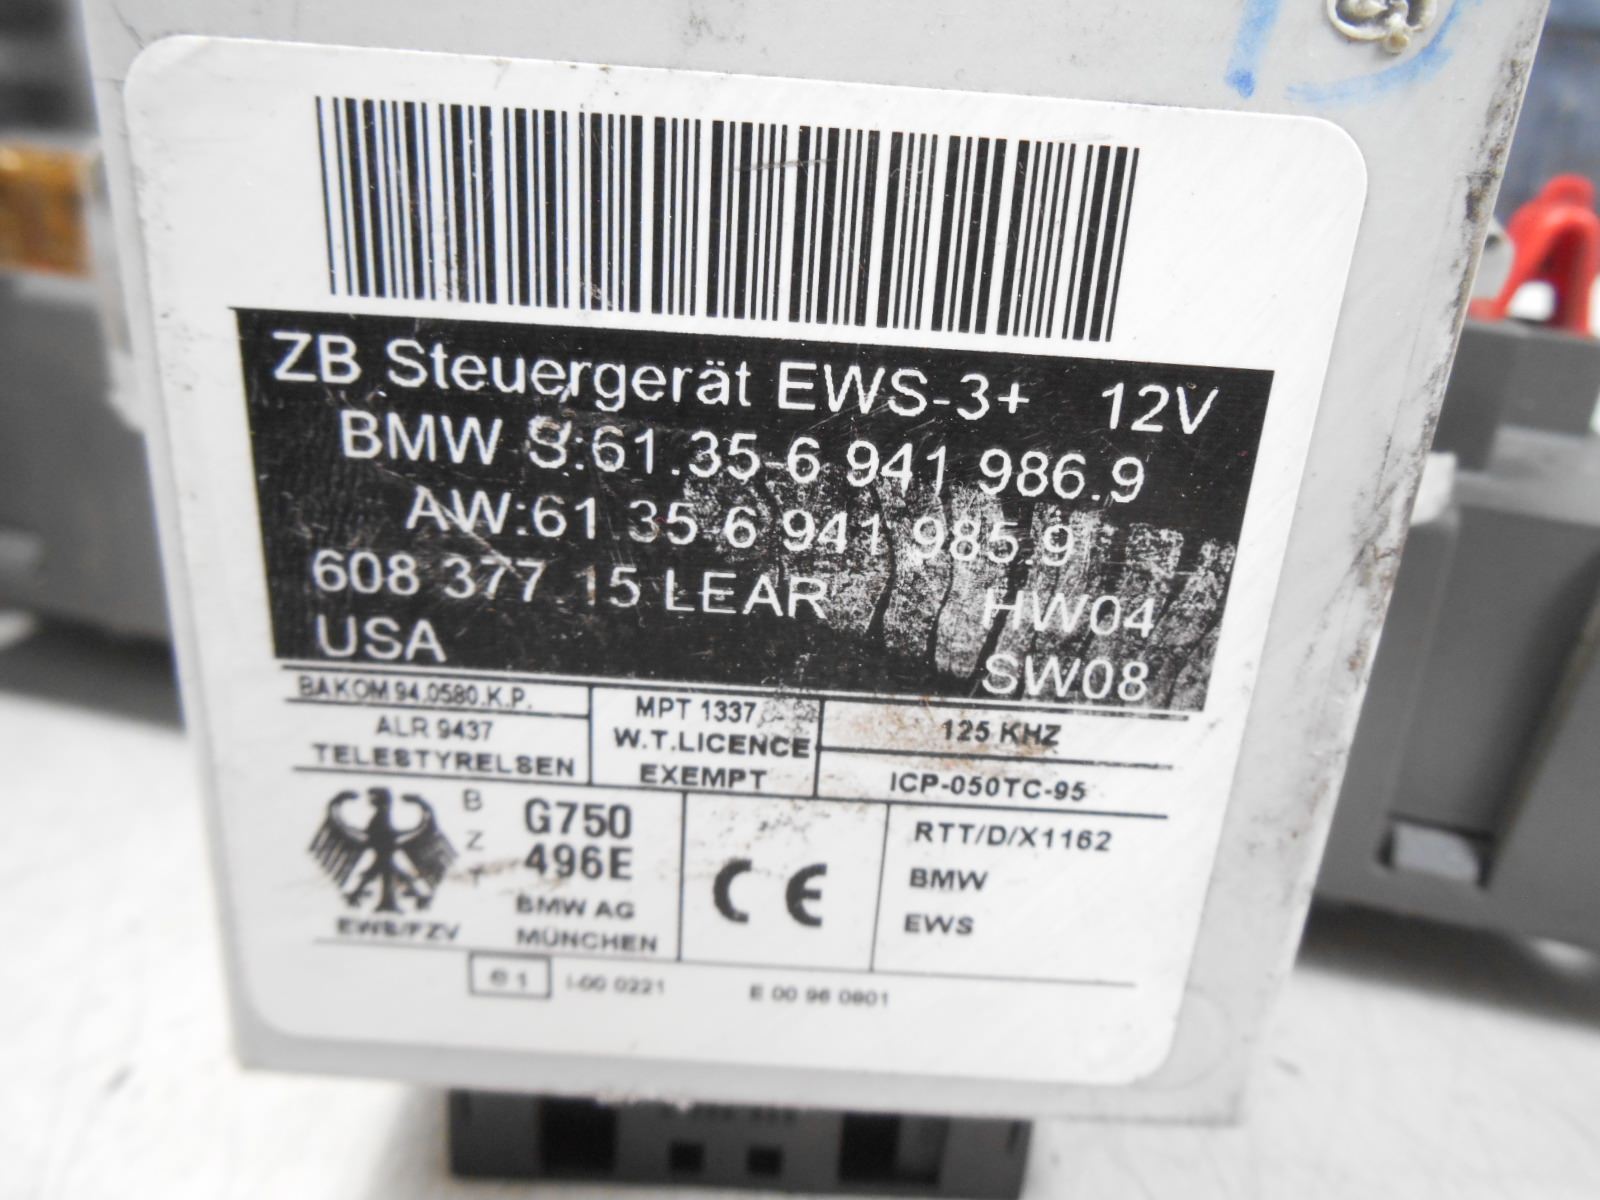 ZB Steuergerät EWS-3+ 12V
BMW S:61.35-6 941 986.9
AW:61.35-6 941 985.9
608 377 15 LEAR HW04
USA SW08
BAKOM 94.0580.K.P.
ALR 9437
TELESTYRELSEN
MPT 1337
W.T.LICENCE
EXEMPT
125 KHZ
ICP-050TC-95
BZT
G750
496E
BMW AG
MÜNCHEN
EWS/FZV
CE
RTT/D/X1162
BMW
EWS
e1 I-00 0221 E 00 96 0801